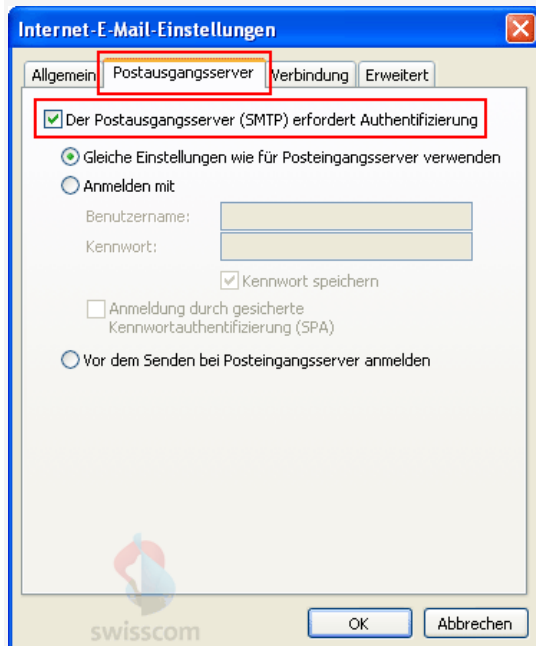 Internet-E-Mail-Einstellungen
Allgemein Postausgangsserver Verbindung Erweitert
Der Postausgangsserver (SMTP) erfordert Authentifizierung
Gleiche Einstellungen wie für Posteingangsserver verwenden
Anmelden mit
Benutzername:
Kennwort:
Kennwort speichern
Anmeldung durch gesicherte
Kennwortauthentifizierung (SPA)
Vor dem Senden bei Posteingangsserver anmelden
swisscom
OK Abbrechen